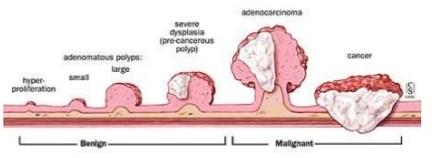 adenocarcinoma
severe
dysplasia
(pre-cancerous
polyp)
cancer
adenomatous polyps:
large
small
hyper-
proliferation
Benign
Malignant